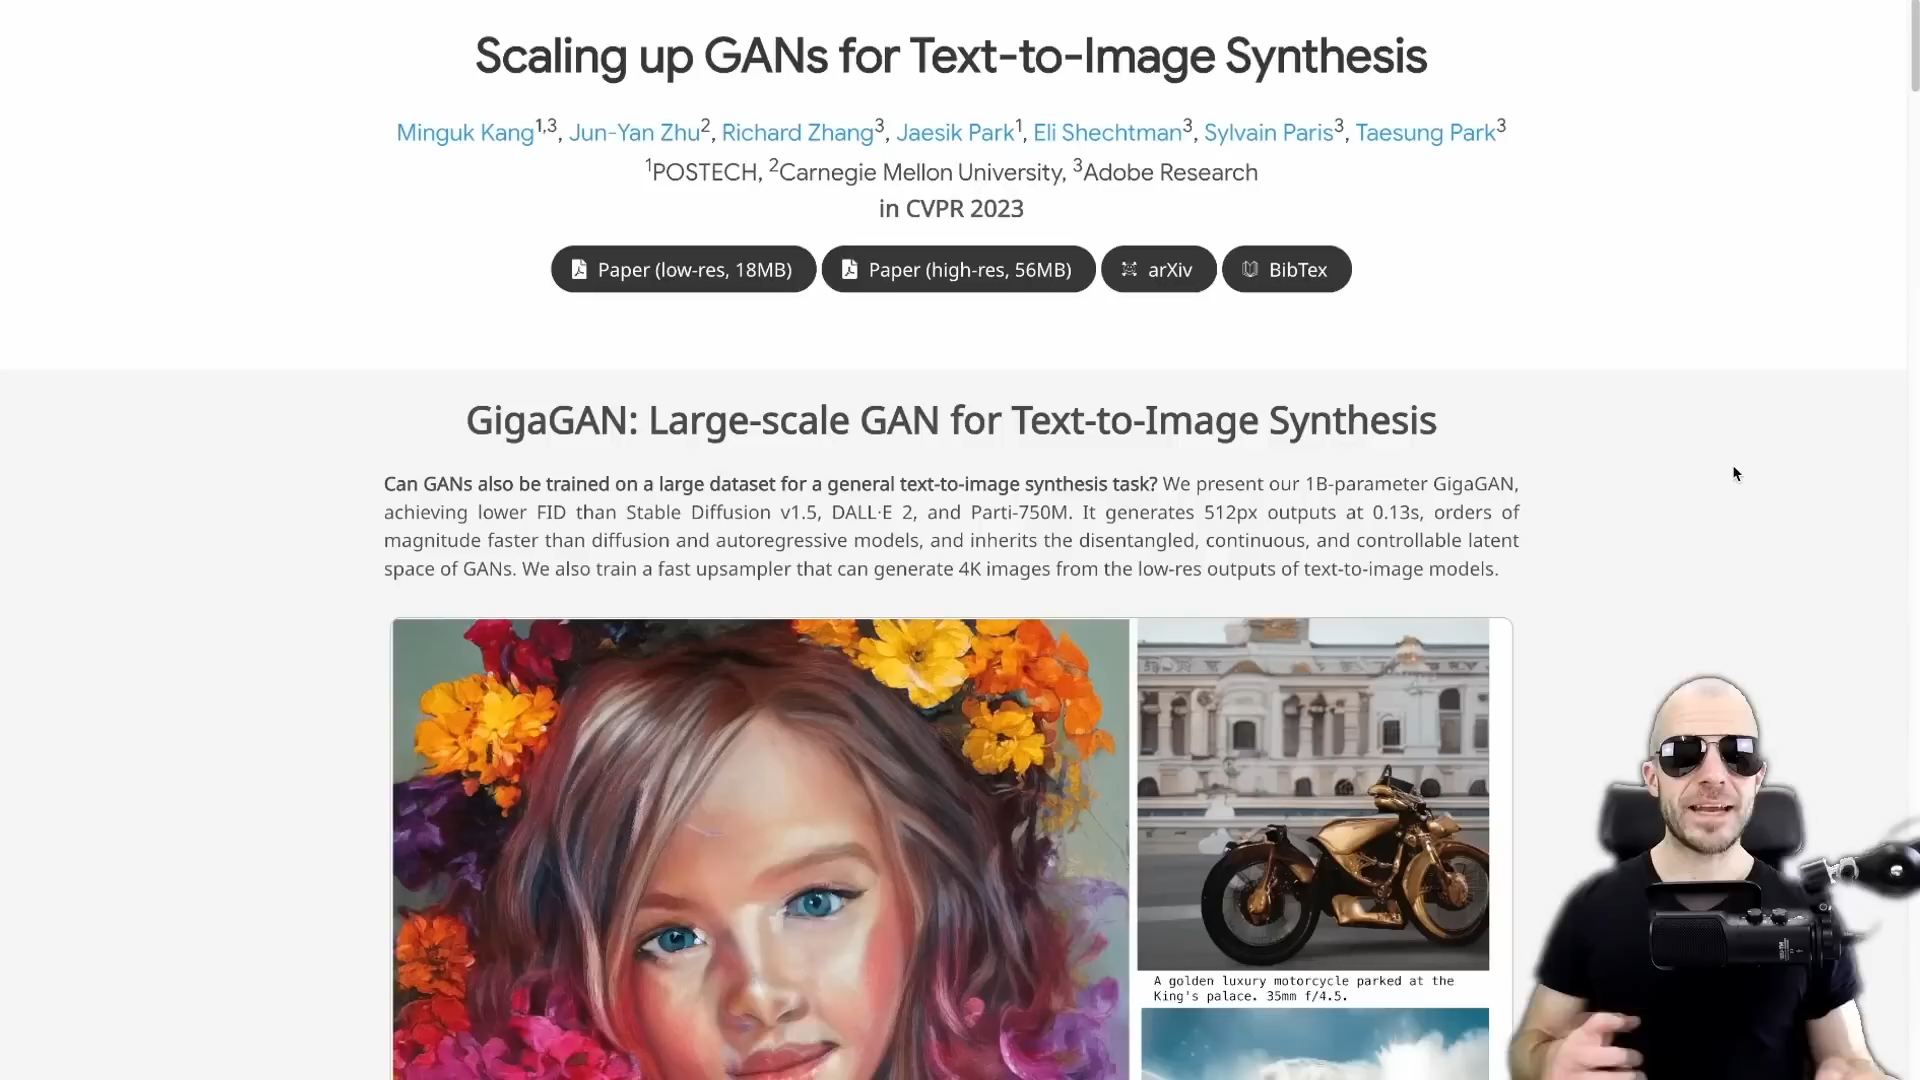 Scaling up GANs for Text-to-Image Synthesis
Minguk Kang1,3, Jun-Yan Zhu2, Richard Zhang3, Jaesik Park1, Eli Shechtman3, Sylvain Paris3, Taesung Park3
1POSTECH, 2Carnegie Mellon University, 3Adobe Research
in CVPR 2023
Paper (low-res, 18MB) Paper (high-res, 56MB) arXiv BibTex
GigaGAN: Large-scale GAN for Text-to-Image Synthesis
Can GANs also be trained on a large dataset for a general text-to-image synthesis task? We present our 1B-parameter GigaGAN,
achieving lower FID than Stable Diffusion v1.5, DALL·E 2, and Parti-750M. It generates 512px outputs at 0.13s, orders of
magnitude faster than diffusion and autoregressive models, and inherits the disentangled, continuous, and controllable latent
space of GANs. We also train a fast upsampler that can generate 4K images from the low-res outputs of text-to-image models.
A golden luxury motorcycle parked at the
King's palace. 35mm f/4.5.